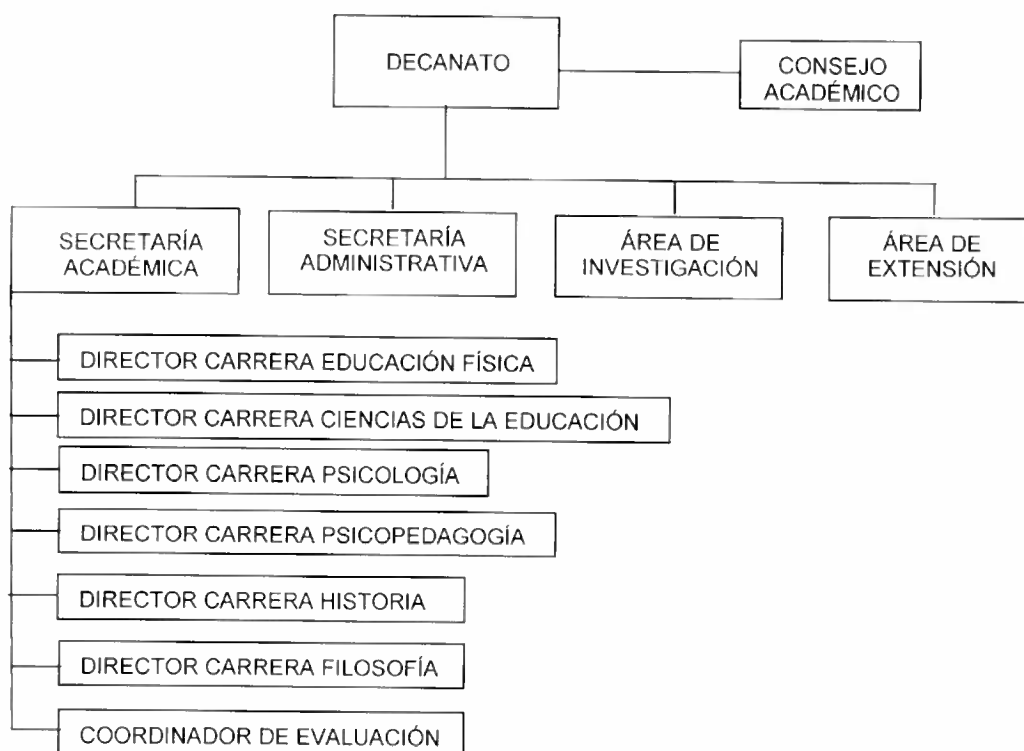 DECANATO
CONSEJO
ACADÉMICO
SECRETARÍA
ACADÉMICA
SECRETARÍA
ADMINISTRATIVA
ÁREA DE
INVESTIGACIÓN
ÁREA DE
EXTENSIÓN
DIRECTOR CARRERA EDUCACIÓN FÍSICA
DIRECTOR CARRERA CIENCIAS DE LA EDUCACIÓN
DIRECTOR CARRERA PSICOLOGÍA
DIRECTOR CARRERA PSICOPEDAGOGÍA
DIRECTOR CARRERA HISTORIA
DIRECTOR CARRERA FILOSOFÍA
COORDINADOR DE EVALUACIÓN